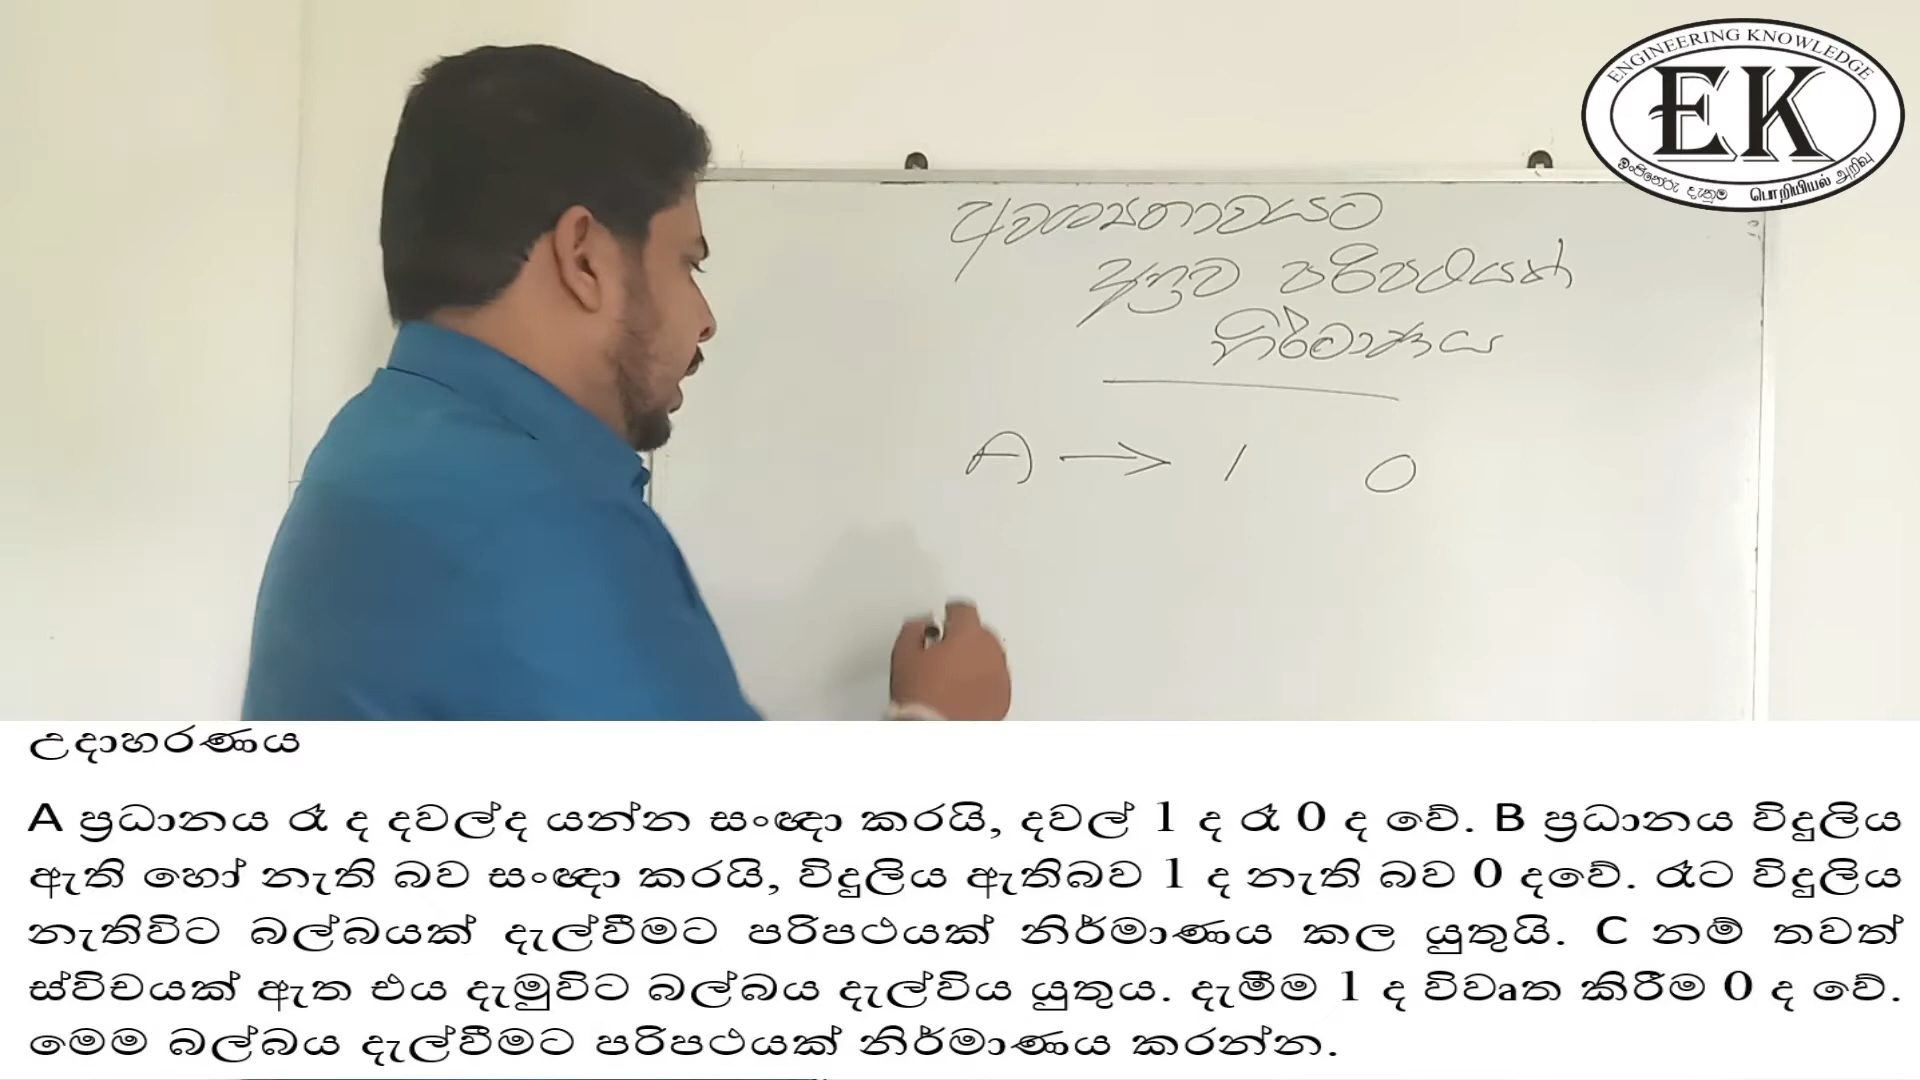 ENGINEERING KNOWLEDGE
EK
ඉංජිනේරු දැනුම பொறியியல் அறிவு
අවශ්‍යතාවයට
අනුව පරිපථයක්
නිර්මාණය
A → 1 0
උදාහරණය
A ප්‍රධානය රෑ ද දවල්ද යන්න සංඥා කරයි, දවල් 1 ද රෑ 0 ද වේ. B ප්‍රධානය විදුලිය
ඇති හෝ නැති බව සංඥා කරයි, විදුලිය ඇතිබව 1 ද නැති බව 0 දවේ. රෑට විදුලිය
නැතිවිට බල්බයක් දැල්වීමට පරිපථයක් නිර්මාණය කල යුතුයි. C නම් තවත්
ස්විචයක් ඇත එය දැමුවිට බල්බය දැල්විය යුතුය. දැමීම 1 ද විවෘත කිරීම 0 ද වේ.
මෙම බල්බය දැල්වීමට පරිපථයක් නිර්මාණය කරන්න.